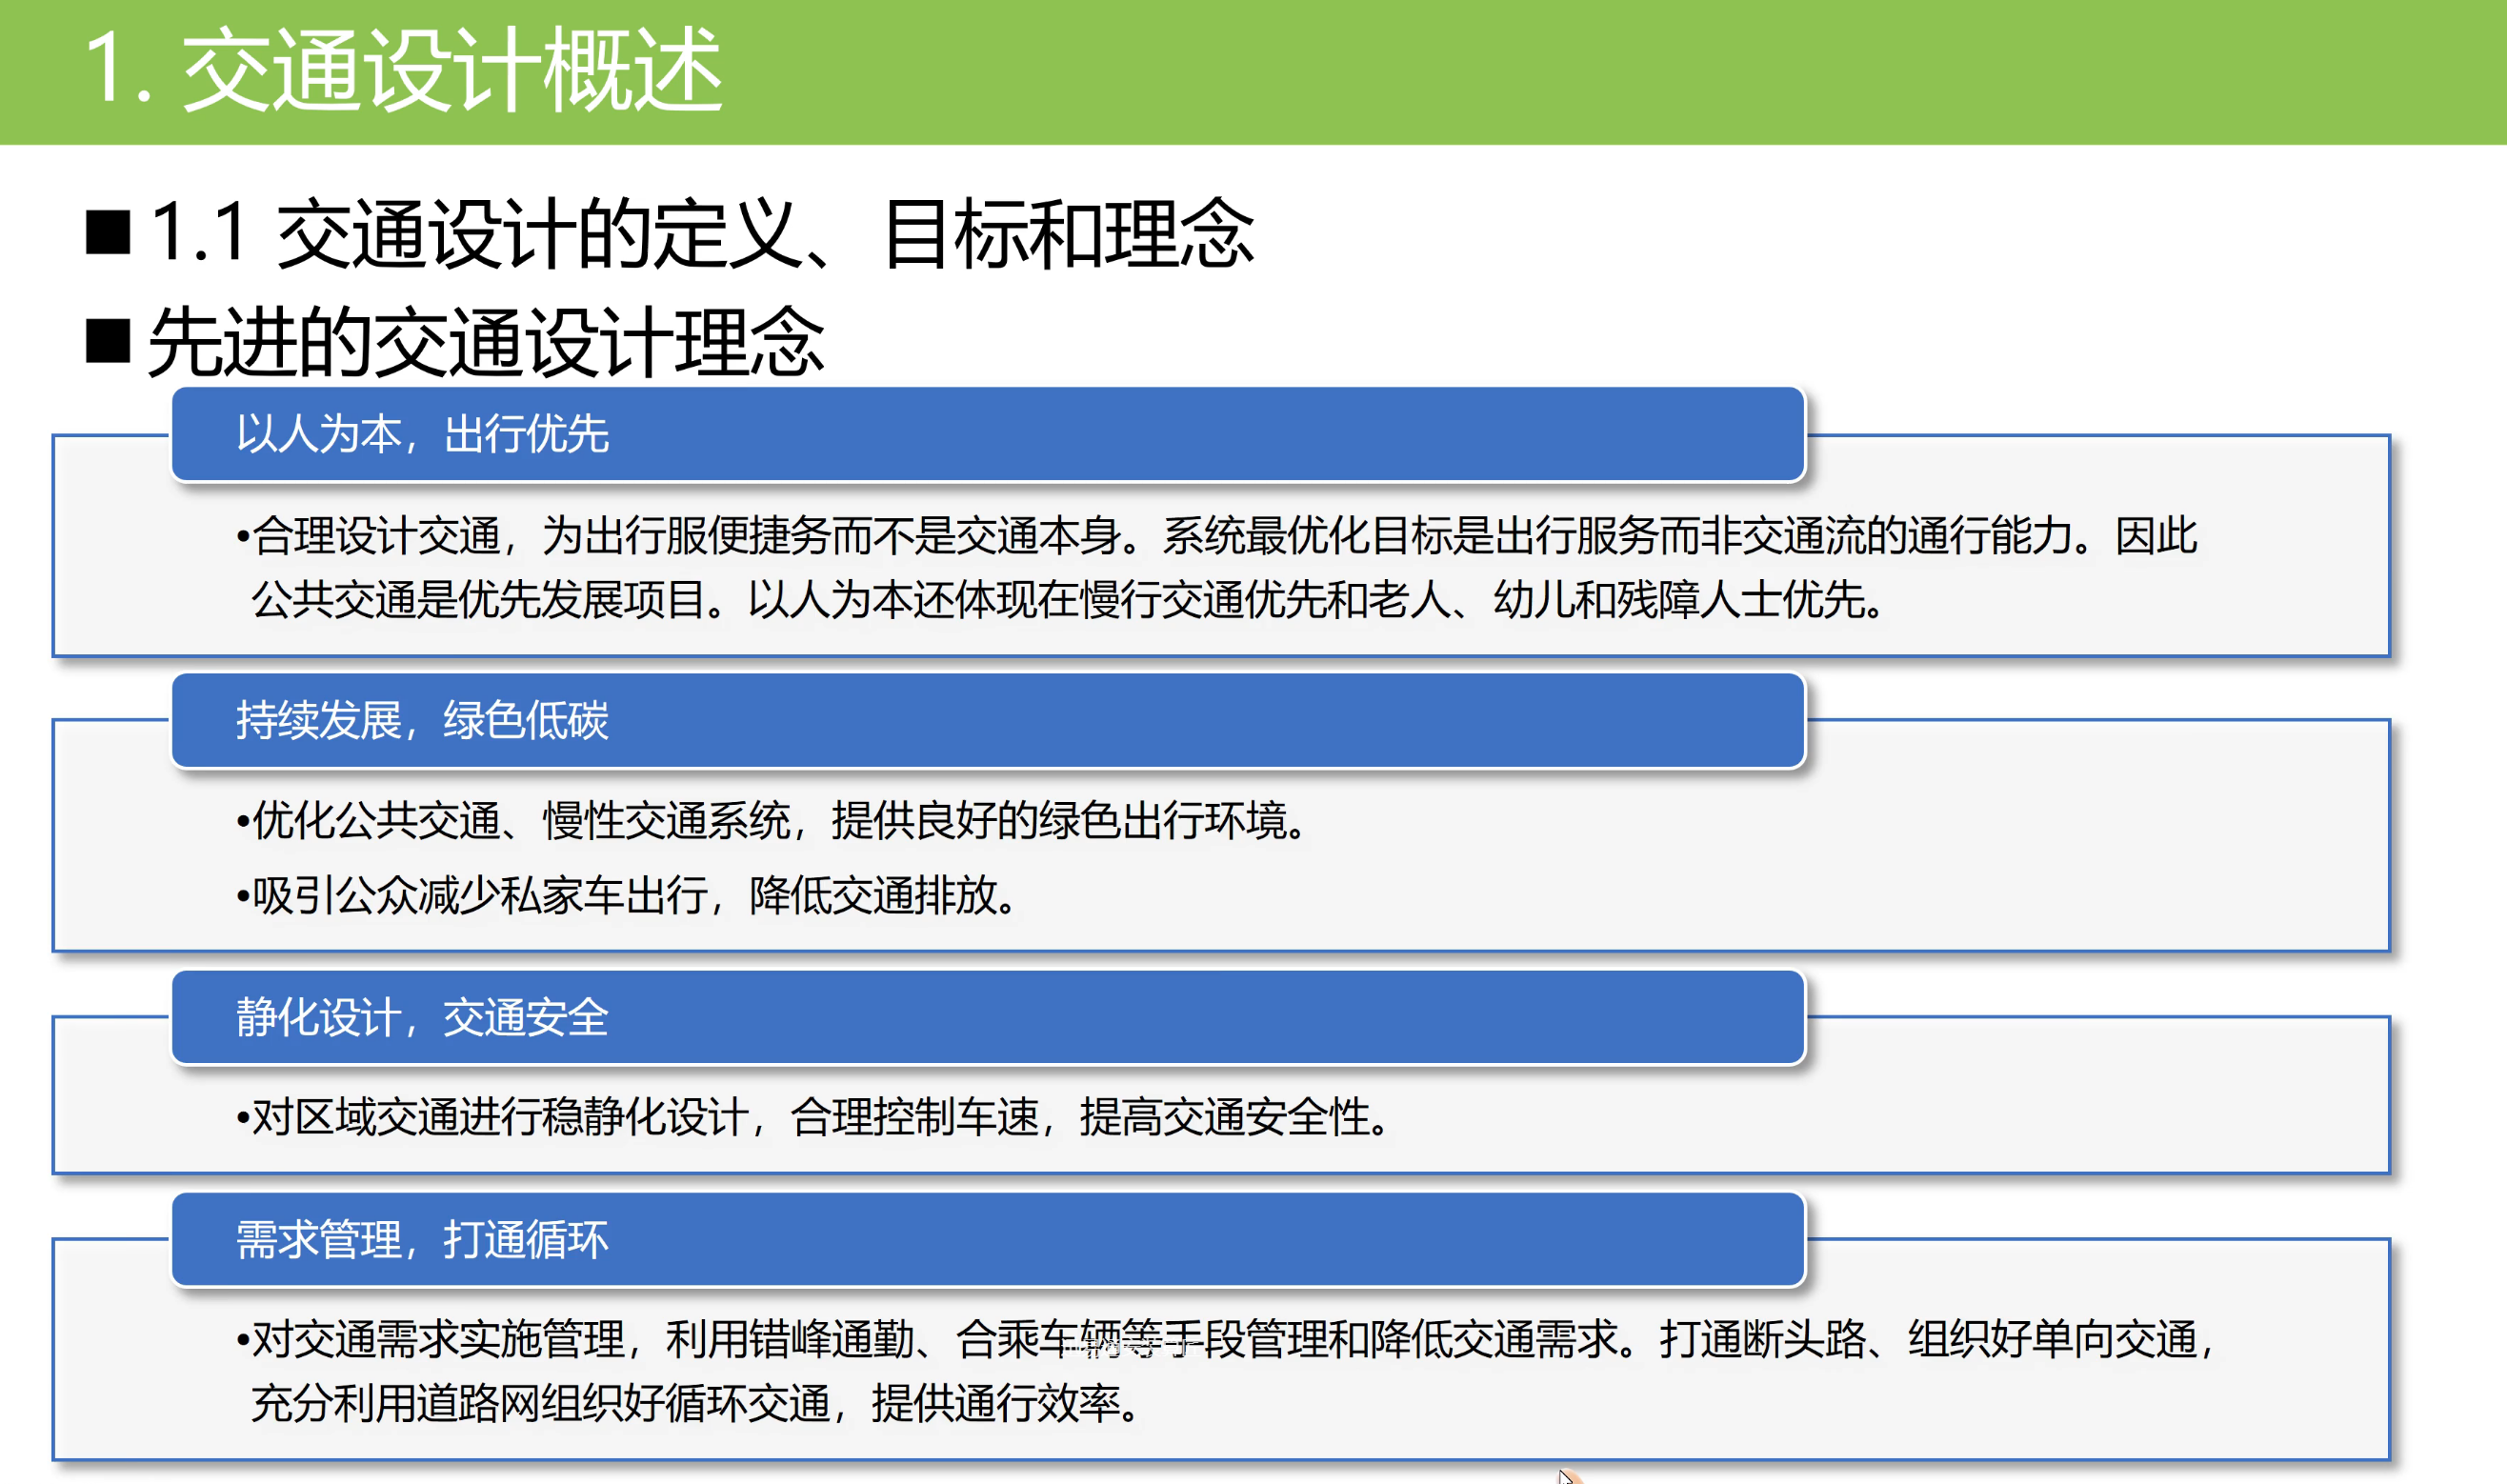 1. 交通设计概述
■1.1 交通设计的定义、目标和理念
■先进的交通设计理念
以人为本，出行优先
•合理设计交通，为出行服便捷务而不是交通本身。系统最优化目标是出行服务而非交通流的通行能力。因此
公共交通是优先发展项目。以人为本还体现在慢行交通优先和老人、幼儿和残障人士优先。
持续发展，绿色低碳
•优化公共交通、慢性交通系统，提供良好的绿色出行环境。
•吸引公众减少私家车出行，降低交通排放。
静化设计，交通安全
•对区域交通进行稳静化设计，合理控制车速，提高交通安全性。
需求管理，打通循环
•对交通需求实施管理，利用错峰通勤、合乘车辆等手段管理和降低交通需求。打通断头路、组织好单向交通，
充分利用道路网组织好循环交通，提供通行效率。